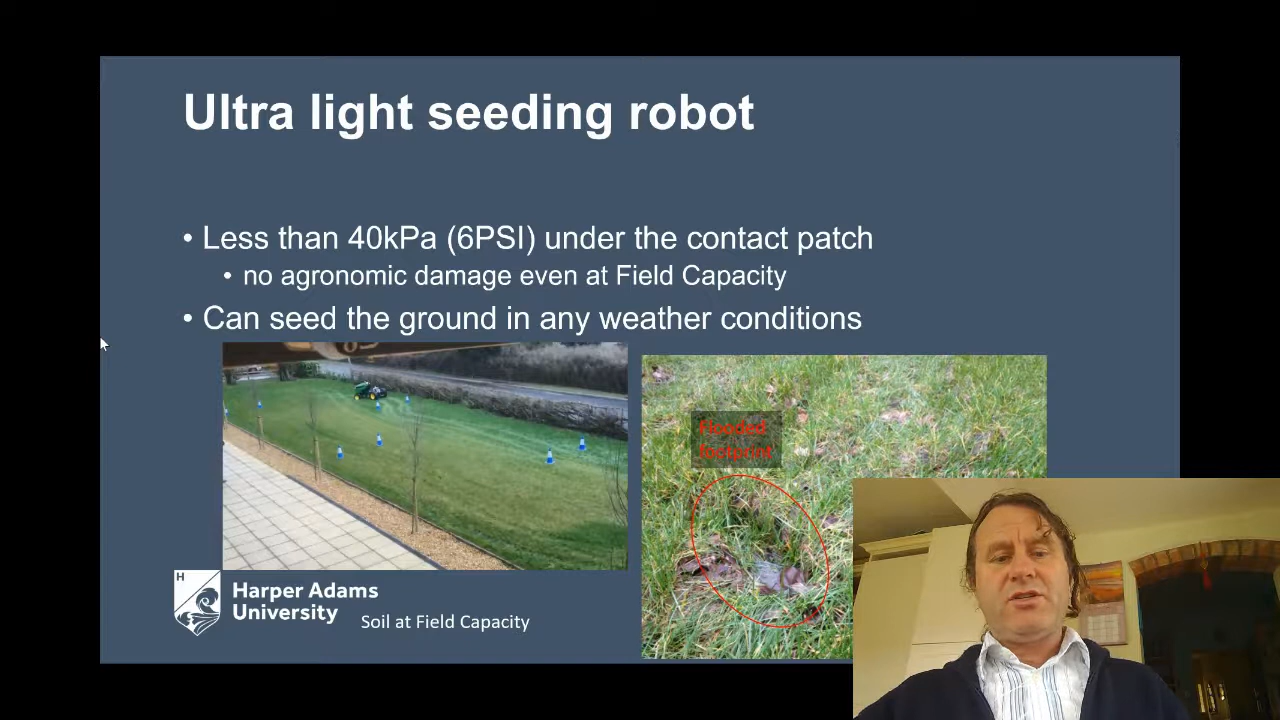 Ultra light seeding robot
• Less than 40kPa (6PSI) under the contact patch
• no agronomic damage even at Field Capacity
• Can seed the ground in any weather conditions
Flooded
footprint
H
Harper Adams
University
Soil at Field Capacity